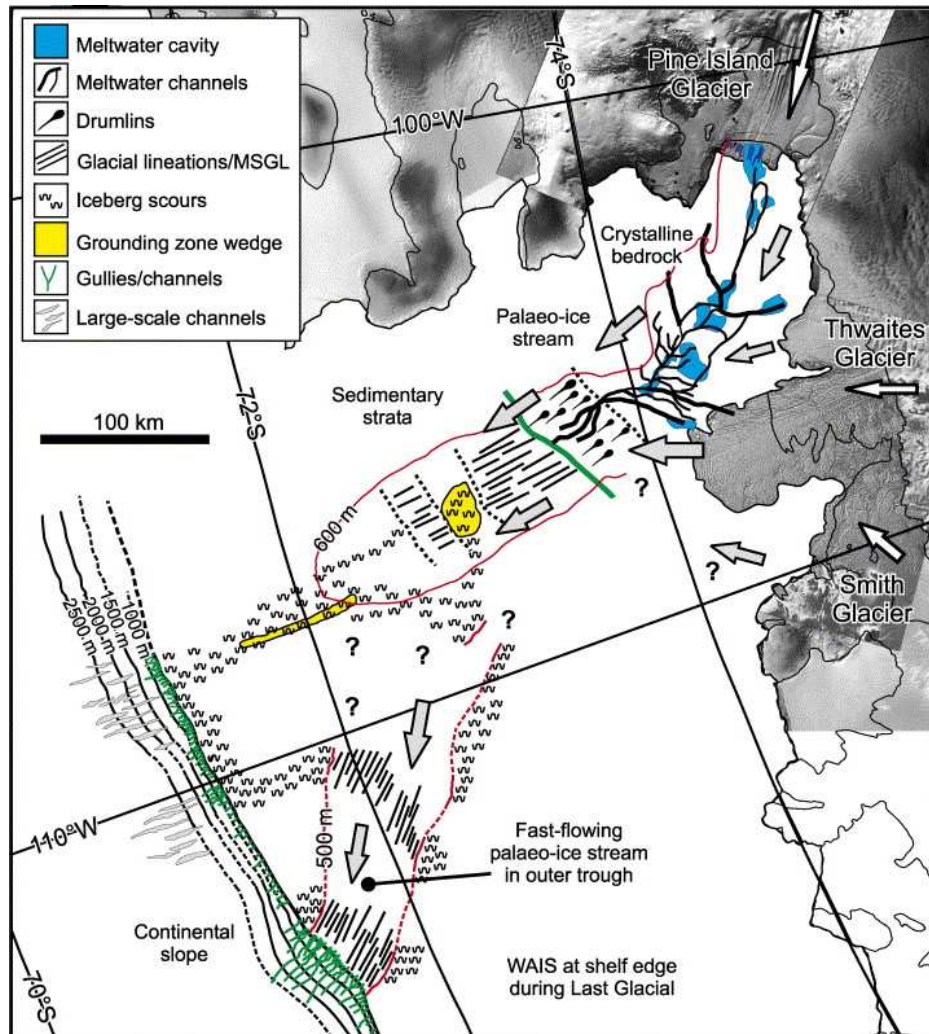 Meltwater cavity
Meltwater channels
Drumlins
Glacial lineations/MSGL
Iceberg scours
Grounding zone wedge
Gullies/channels
Large-scale channels
74°S
Pine Island
Glacier
100°W
Crystalline
bedrock
Palaeo-ice
stream
Thwaites
Glacier
Sedimentary
strata
72°S
100 km
?
600 m
?
Smith
Glacier
1000 m
1500 m
2000 m
2500 m
?
?
?
?
110°W
500 m
Fast-flowing
palaeo-ice stream
in outer trough
Continental
slope
WAIS at shelf edge
during Last Glacial
70°S